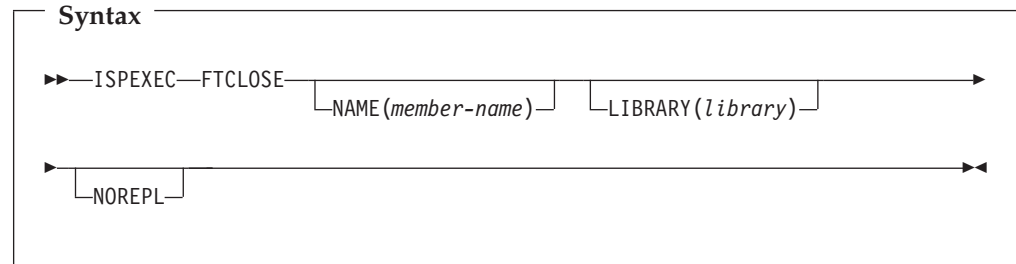 Syntax
ISPEXEC FTCLOSE
NAME(member-name) LIBRARY(library)
NOREPL